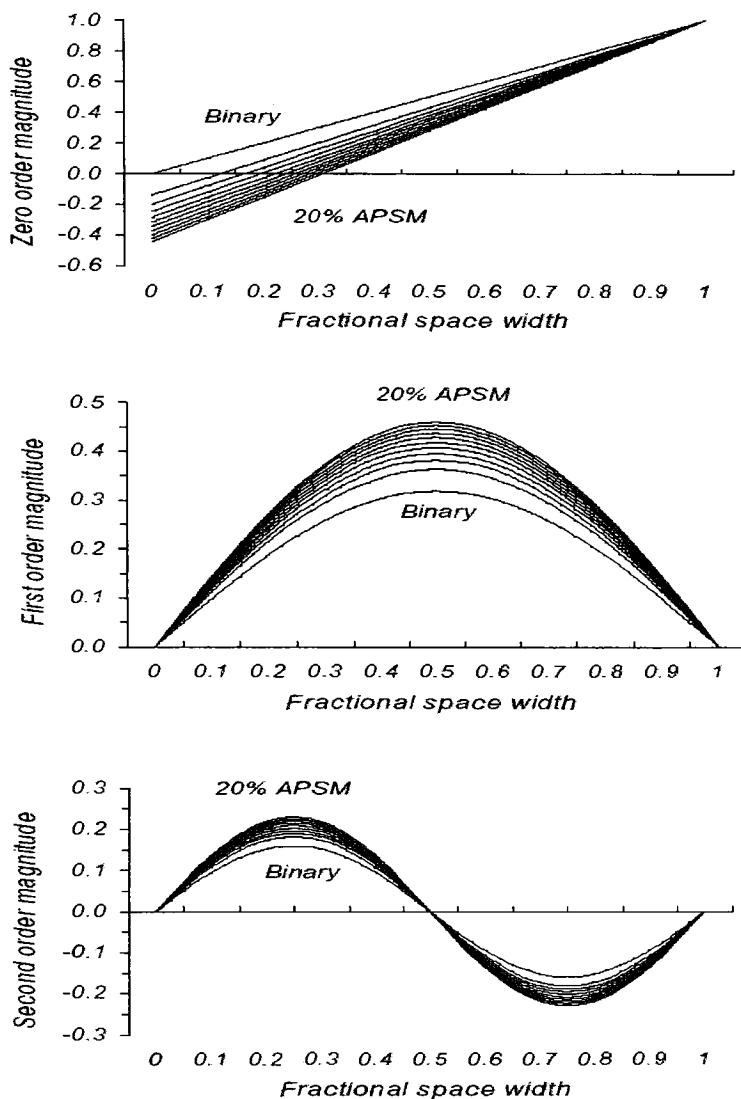 Zero order magnitude
1.0
0.8
0.6
0.4
0.2
0.0
-0.2
-0.4
-0.6
Binary
20% APSM
0 0.1 0.2 0.3 0.4 0.5 0.6 0.7 0.8 0.9 1
Fractional space width
First order magnitude
0.5
0.4
0.3
0.2
0.1
0.0
20% APSM
Binary
0 0.1 0.2 0.3 0.4 0.5 0.6 0.7 0.8 0.9 1
Fractional space width
Second order magnitude
0.3
0.2
0.1
0.0
-0.1
-0.2
-0.3
20% APSM
Binary
0 0.1 0.2 0.3 0.4 0.5 0.6 0.7 0.8 0.9 1
Fractional space width